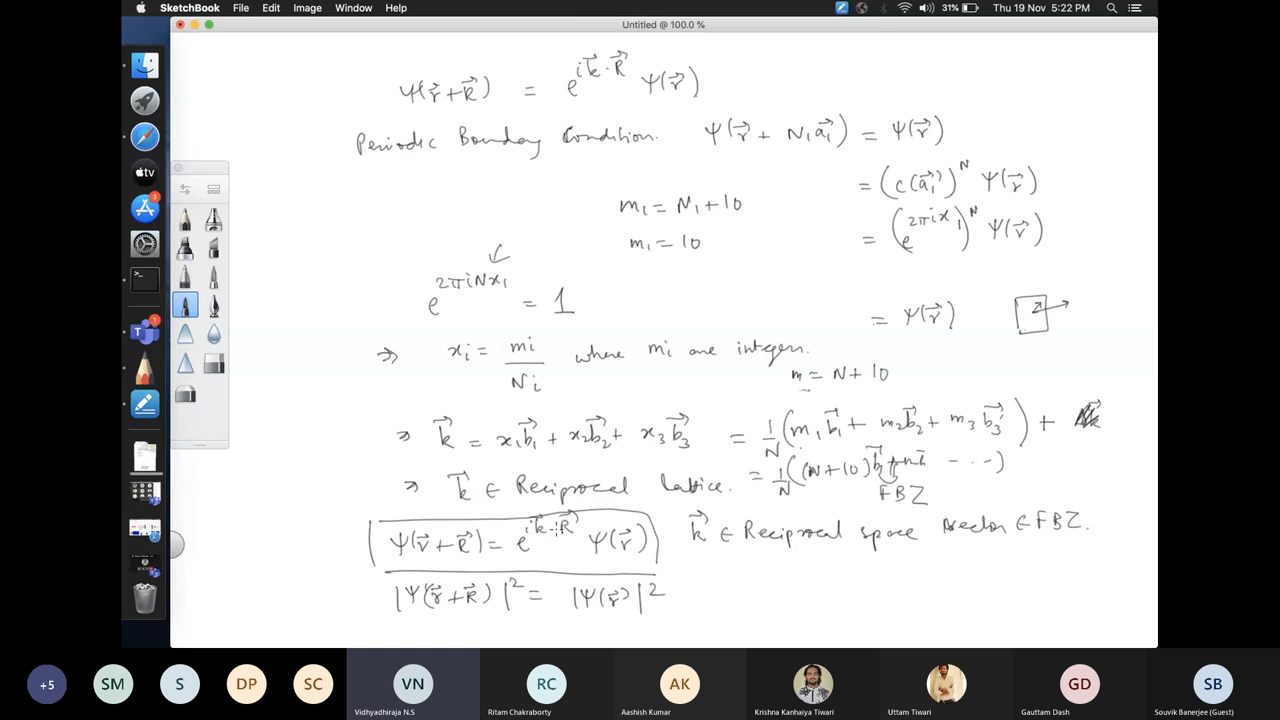 SketchBook File Edit Image Window Help 31% Thu 19 Nov 5:22 PM
Untitled @ 100.0 %
ψ(r⃗+R⃗) = e^{ik⃗·R⃗} ψ(r⃗)
Periodic Boundary Condition. ψ(r⃗ + N₁a⃗₁) = ψ(r⃗)
= (c(a⃗₁))^N ψ(r⃗)
m₁ = N₁+10
= (e^{2πix₁})^N ψ(r⃗)
m₁ = 10
e^{2πiNx₁} = 1
= ψ(r⃗)
⇒ xᵢ = mᵢ/Nᵢ where mᵢ are integers.
m = N + 10
⇒ k⃗ = x₁b⃗₁ + x₂b⃗₂ + x₃b⃗₃ = 1/N (m₁b⃗₁ + m₂b⃗₂ + m₃b⃗₃) +
⇒ k⃗ ∈ Reciprocal lattice. = 1/N ((N+10)b⃗₁ - - --)
FBZ
ψ(r⃗+R⃗) = e^{ik⃗·R⃗} ψ(r⃗) k⃗ ∈ Reciprocal space vector ∈ FBZ.
|ψ(r⃗+R⃗)|² = |ψ(r⃗)|²
+5 SM S DP SC VN RC AK GD SB
Vidhyadhiraja N.S Ritam Chakraborty Aashish Kumar Krishna Kanhaiya Tiwari Uttam Tiwari Gauttam Dash Souvik Banerjee (Guest)